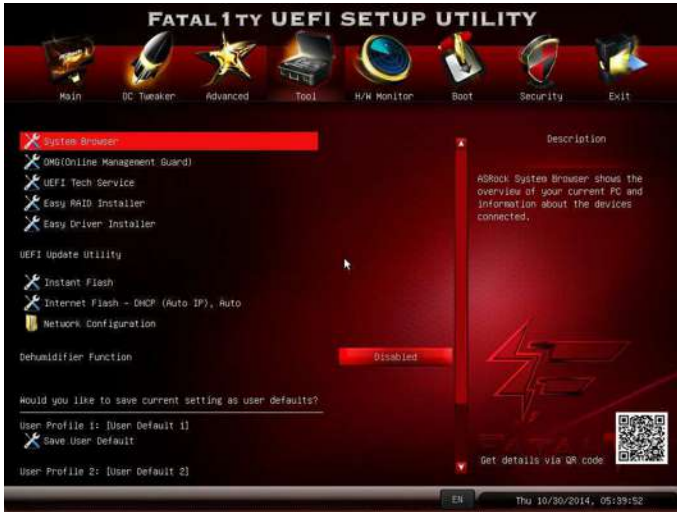 FATAL1TY UEFI SETUP UTILITY
Main OC Tweaker Advanced Tool H/W Monitor Boot Security Exit
System Browser
OMG(Online Management Guard)
UEFI Tech Service
Easy RAID Installer
Easy Driver Installer
UEFI Update Utility
Instant Flash
Internet Flash - DHCP (Auto IP), Auto
Network Configuration
Dehumidifier Function Disabled
Would you like to save current setting as user defaults?
User Profile 1: [User Default 1]
Save User Default
User Profile 2: [User Default 2]
Description
ASRock System Browser shows the
overview of your current PC and
information about the devices
connected.
Get details via QR code
EN Thu 10/30/2014, 05:39:52